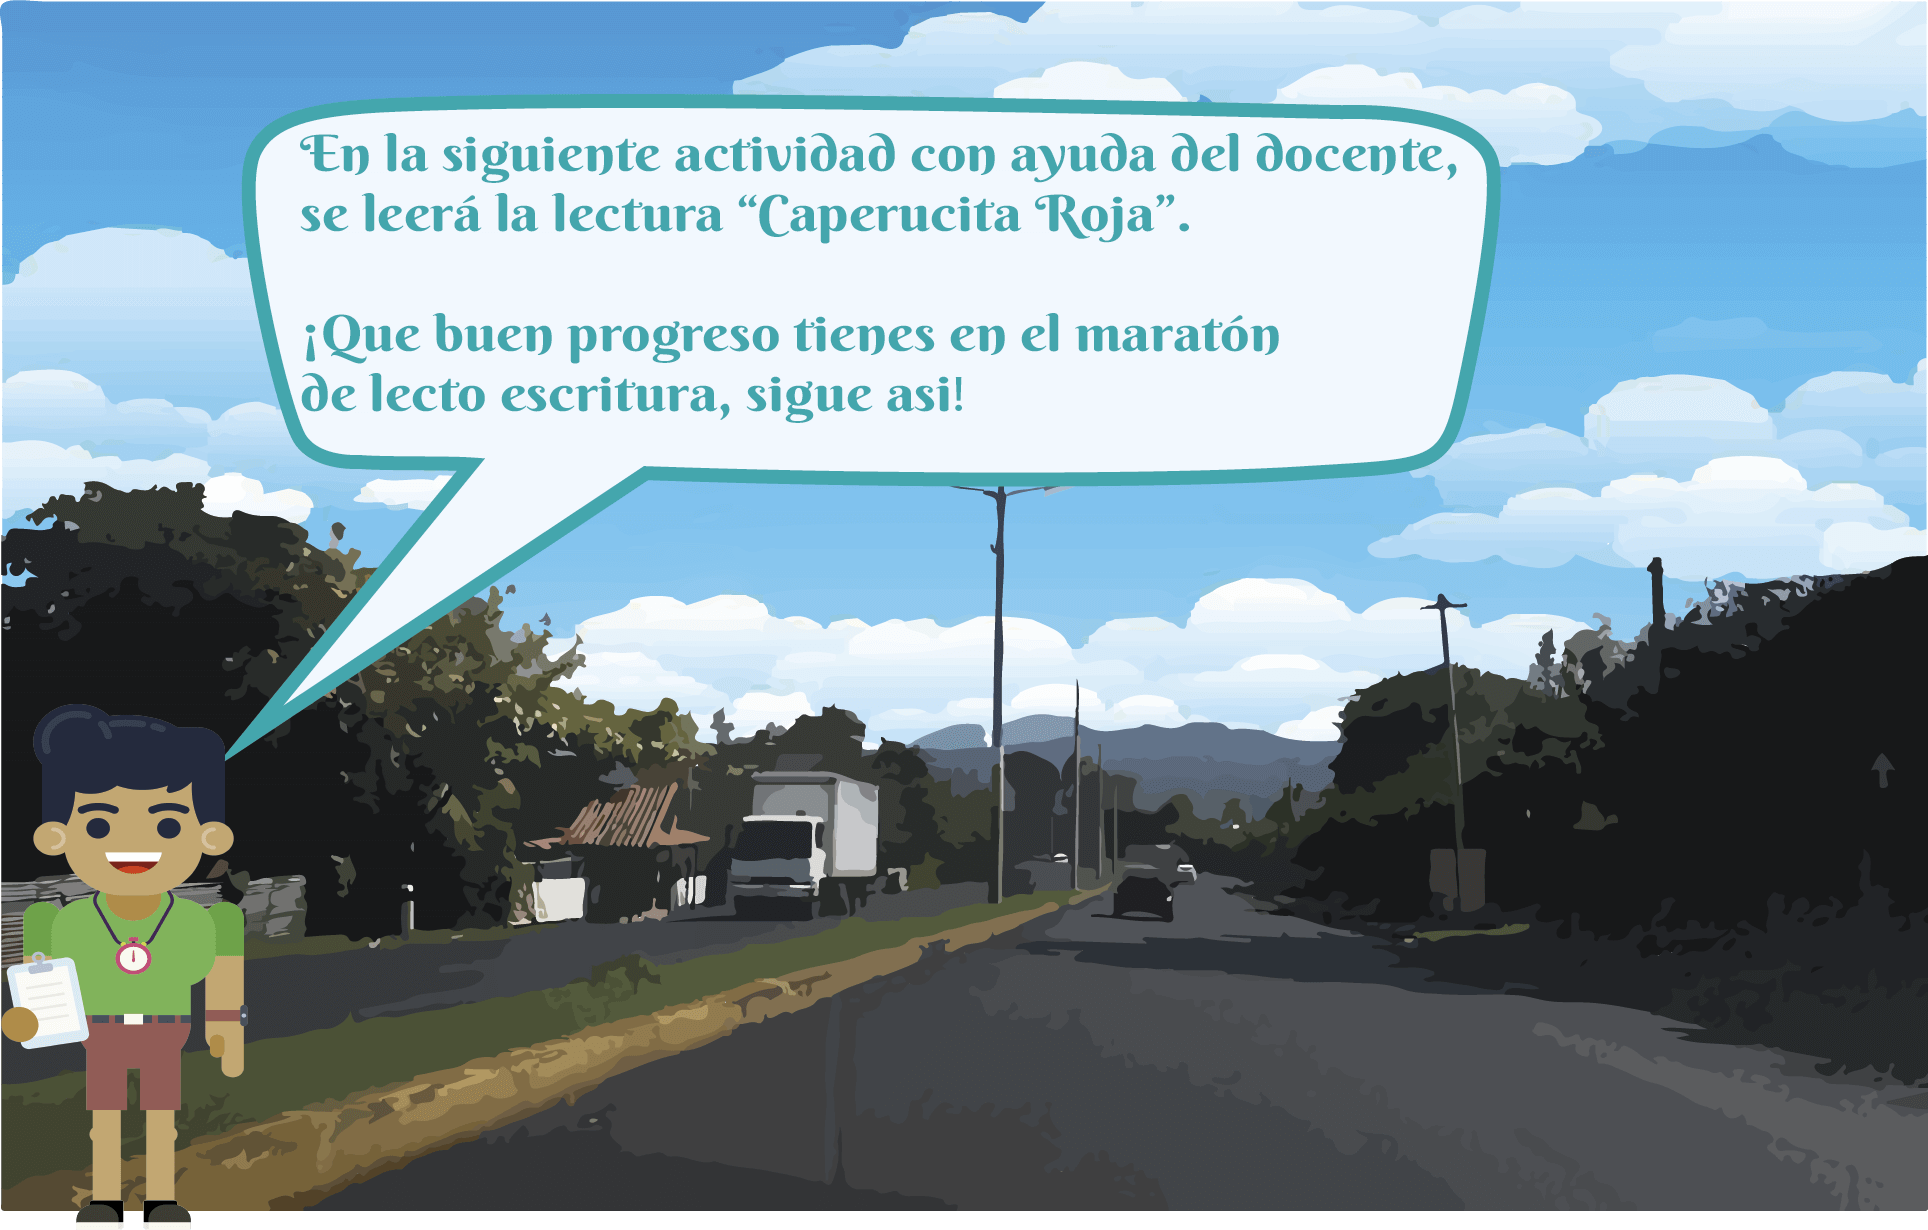 En la siguiente actividad con ayuda del docente,
se leerá la lectura “Caperucita Roja”.
¡Que buen progreso tienes en el maratón
de lecto escritura, sigue asi!